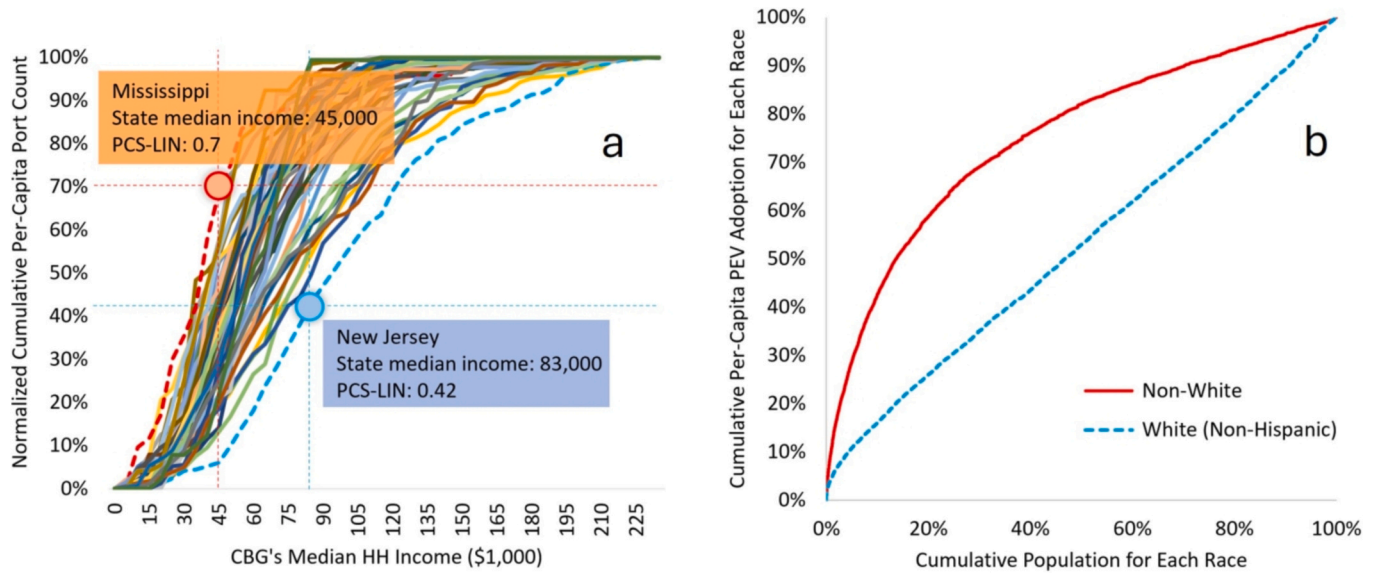 Normalized Cumulative Per-Capita Port Count
100%
90%
80%
70%
60%
50%
40%
30%
20%
10%
0%
Mississippi
State median income: 45,000
PCS-LIN: 0.7
a
New Jersey
State median income: 83,000
PCS-LIN: 0.42
0 15 30 45 60 75 90 105 120 135 150 165 180 195 210 225
CBG's Median HH Income ($1,000)
Cumulative Per-Capita PEV Adoption for Each Race
100%
90%
80%
70%
60%
50%
40%
30%
20%
10%
0%
b
Non-White
White (Non-Hispanic)
0% 20% 40% 60% 80% 100%
Cumulative Population for Each Race